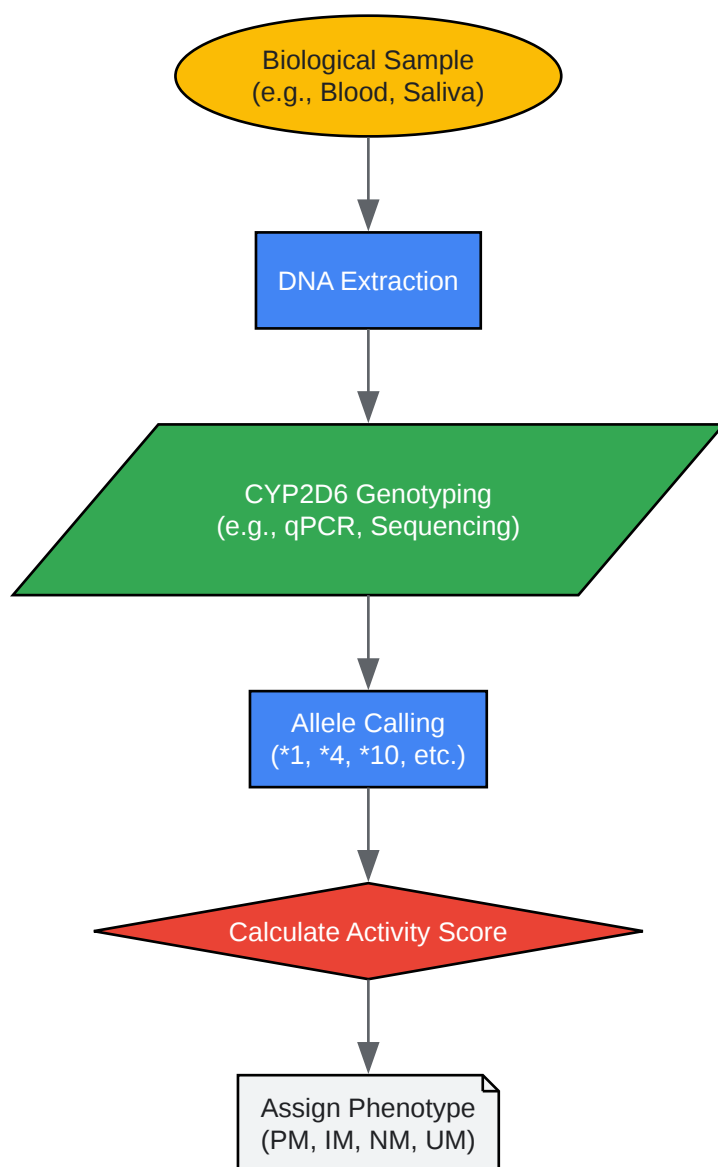 Biological Sample
(e.g., Blood, Saliva)
DNA Extraction
CYP2D6 Genotyping
(e.g., qPCR, Sequencing)
Allele Calling
(*1, *4, *10, etc.)
Calculate Activity Score
Assign Phenotype
(PM, IM, NM, UM)